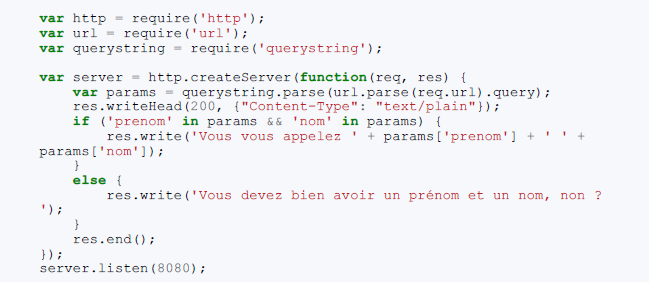 var http = require('http');
var url = require('url');
var querystring = require('querystring');

var server = http.createServer(function(req, res) {
    var params = querystring.parse(url.parse(req.url).query);
    res.writeHead(200, {"Content-Type": "text/plain"});
    if ('prenom' in params && 'nom' in params) {
        res.write('Vous vous appelez ' + params['prenom'] + ' ' +
params['nom']);
    }
    else {
        res.write('Vous devez bien avoir un prénom et un nom, non ?
');
    }
    res.end();
});
server.listen(8080);